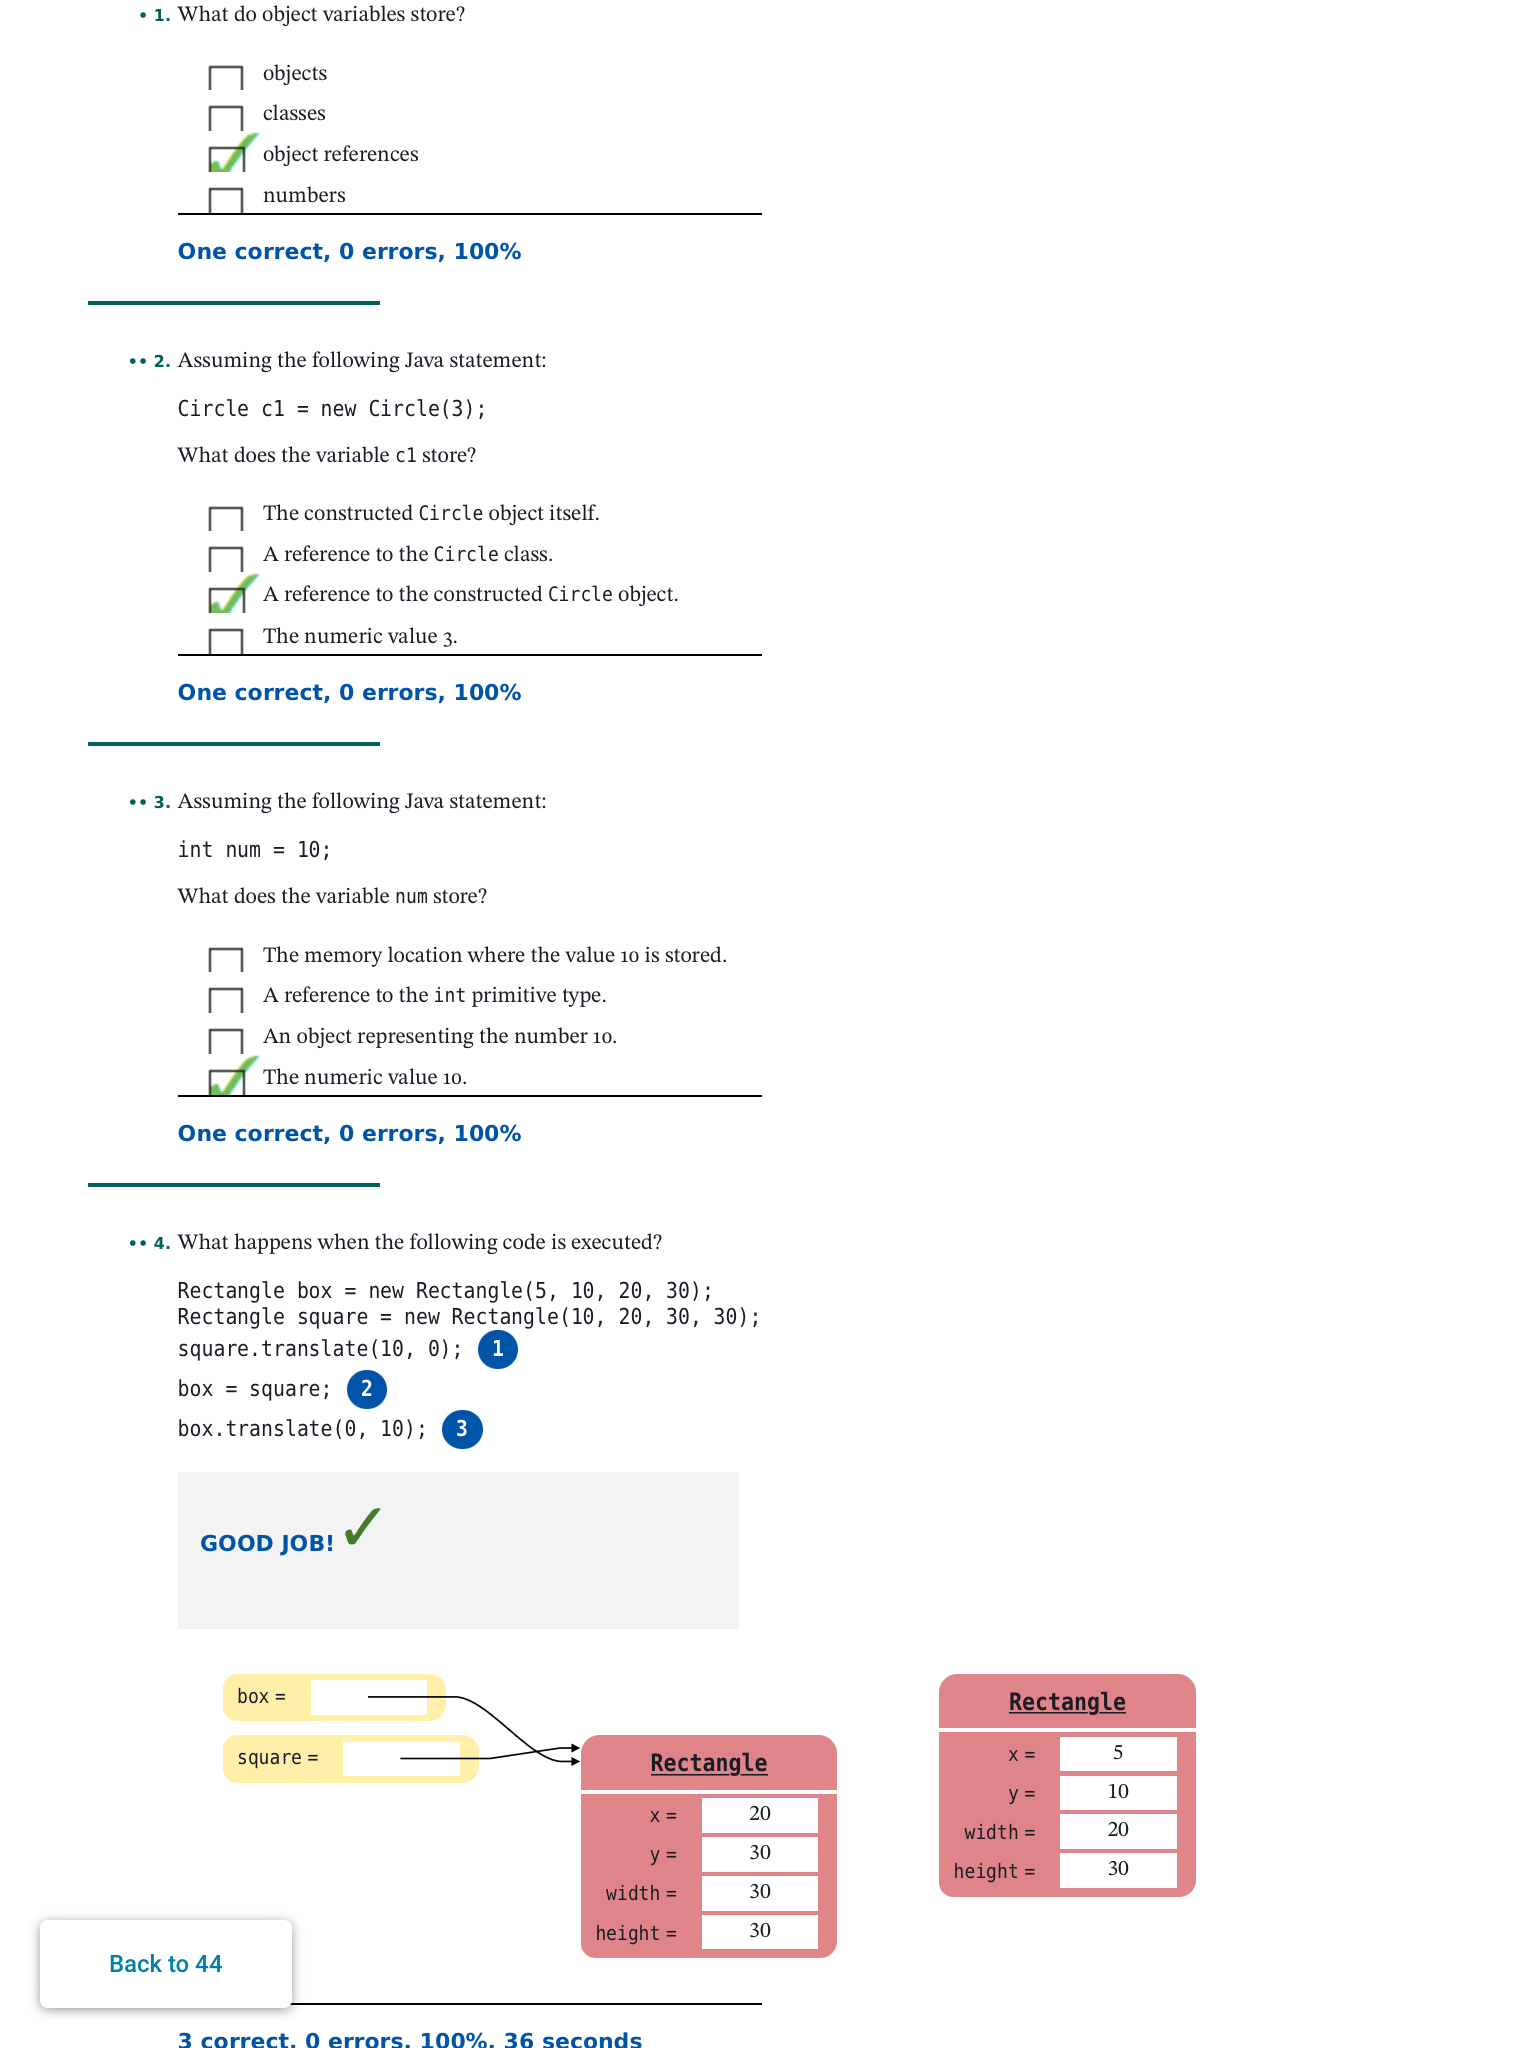 • 1. What do object variables store?
objects
classes
object references
numbers
One correct, 0 errors, 100%
•• 2. Assuming the following Java statement:
Circle c1 = new Circle(3);
What does the variable c1 store?
The constructed Circle object itself.
A reference to the Circle class.
A reference to the constructed Circle object.
The numeric value 3.
One correct, 0 errors, 100%
•• 3. Assuming the following Java statement:
int num = 10;
What does the variable num store?
The memory location where the value 10 is stored.
A reference to the int primitive type.
An object representing the number 10.
The numeric value 10.
One correct, 0 errors, 100%
•• 4. What happens when the following code is executed?
Rectangle box = new Rectangle(5, 10, 20, 30);
Rectangle square = new Rectangle(10, 20, 30, 30);
square.translate(10, 0); 1
box = square; 2
box.translate(0, 10); 3
GOOD JOB!
box =
square =
Rectangle
x = 20
y = 30
width = 30
height = 30
Rectangle
x = 5
y = 10
width = 20
height = 30
Back to 44
3 correct, 0 errors, 100%, 36 seconds